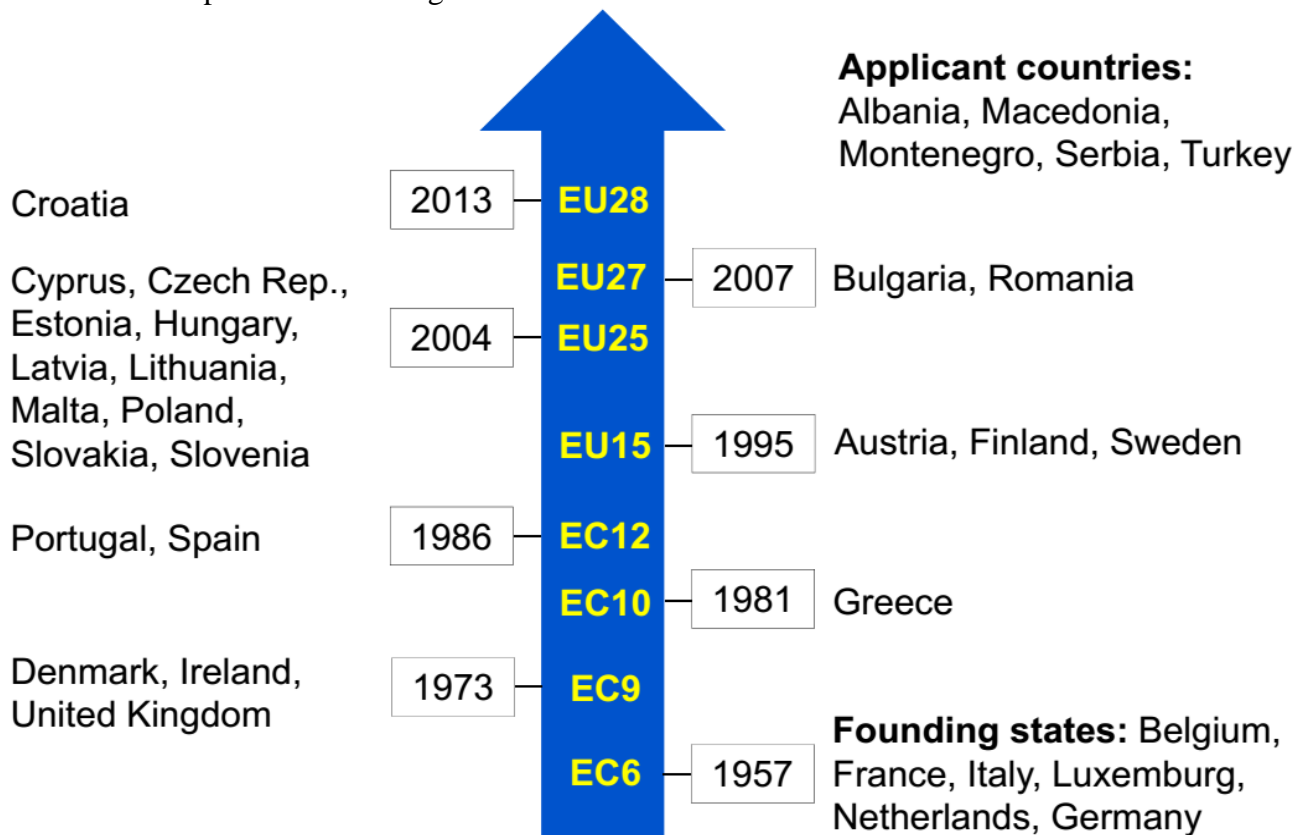 Applicant countries:
Albania, Macedonia,
Montenegro, Serbia, Turkey
Croatia
2013
EU28
EU27
2007
Bulgaria, Romania
Cyprus, Czech Rep.,
Estonia, Hungary,
Latvia, Lithuania,
Malta, Poland,
Slovakia, Slovenia
2004
EU25
EU15
1995
Austria, Finland, Sweden
Portugal, Spain
1986
EC12
EC10
1981
Greece
Denmark, Ireland,
United Kingdom
1973
EC9
EC6
1957
Founding states: Belgium,
France, Italy, Luxemburg,
Netherlands, Germany